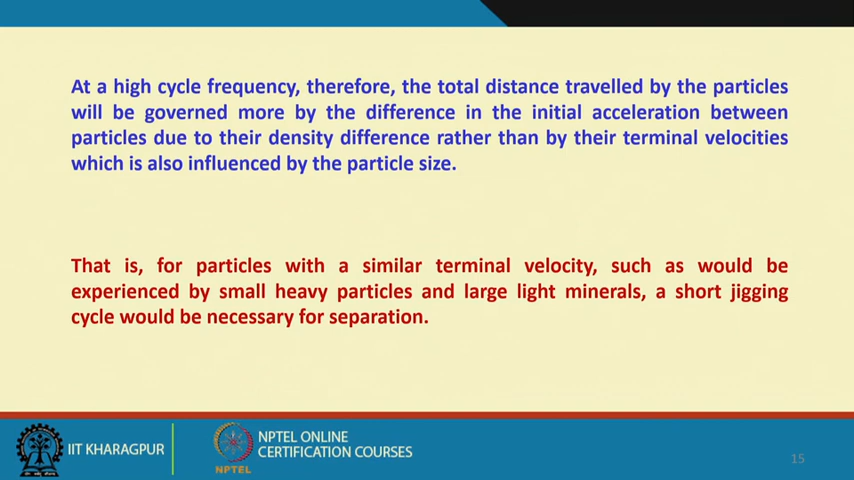 At a high cycle frequency, therefore, the total distance travelled by the particles
will be governed more by the difference in the initial acceleration between
particles due to their density difference rather than by their terminal velocities
which is also influenced by the particle size.
That is, for particles with a similar terminal velocity, such as would be
experienced by small heavy particles and large light minerals, a short jigging
cycle would be necessary for separation.
IIT KHARAGPUR
NPTEL
NPTEL ONLINE
CERTIFICATION COURSES
15